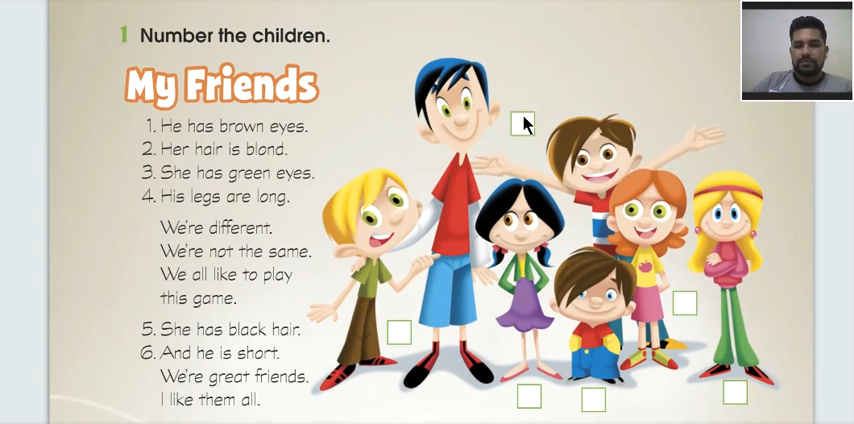 1 Number the children.
My Friends
1. He has brown eyes.
2. Her hair is blond.
3. She has green eyes.
4. His legs are long.
We're different.
We're not the same.
We all like to play
this game.
5. She has black hair.
6. And he is short.
We're great friends.
I like them all.